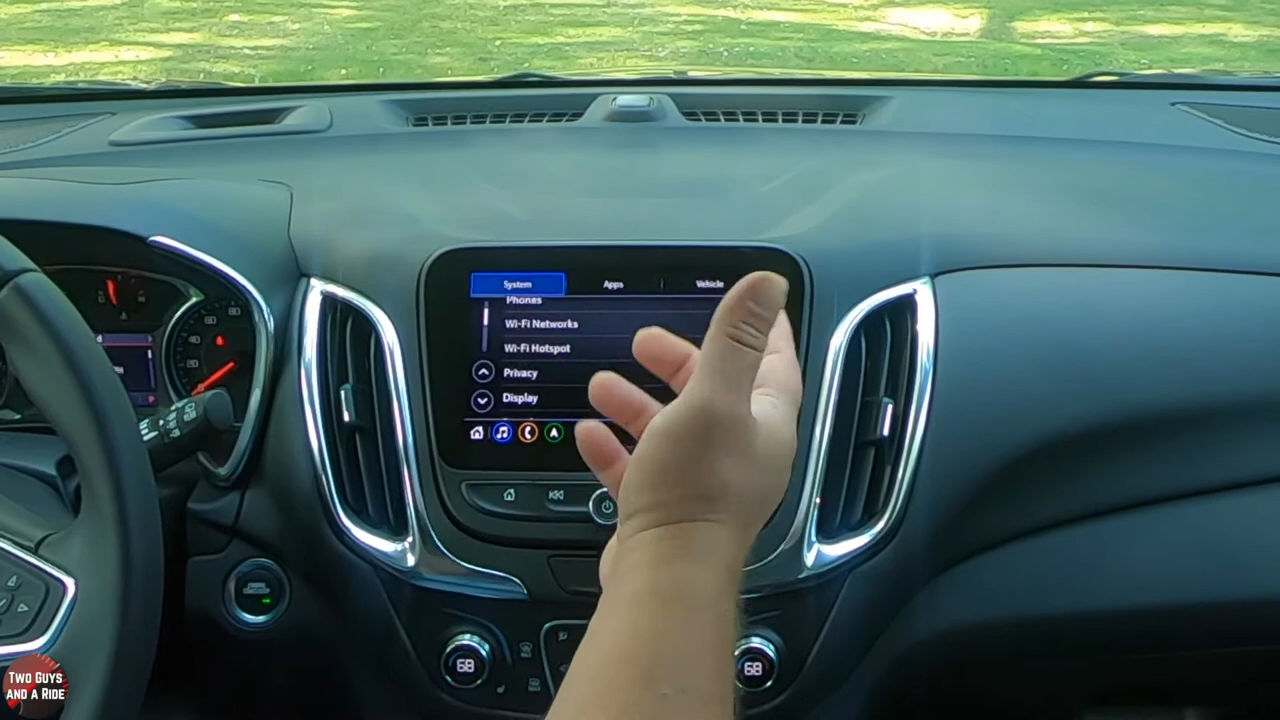 System
Apps
Vehicle
Phones
Wi-Fi Networks
Wi-Fi Hotspot
Privacy
Display
68
68
TWO GUYS
AND A RIDE